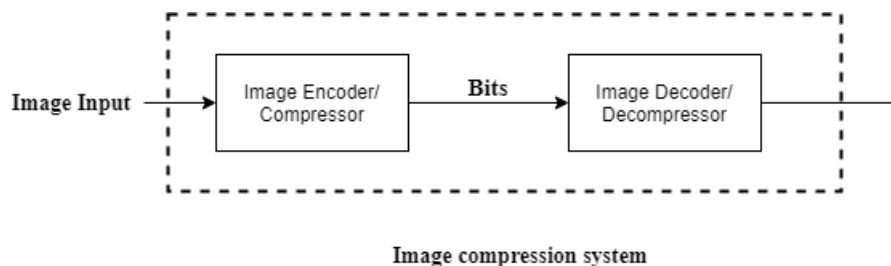 Image Input
Image Encoder/
Compressor
Bits
Image Decoder/
Decompressor
Image compression system